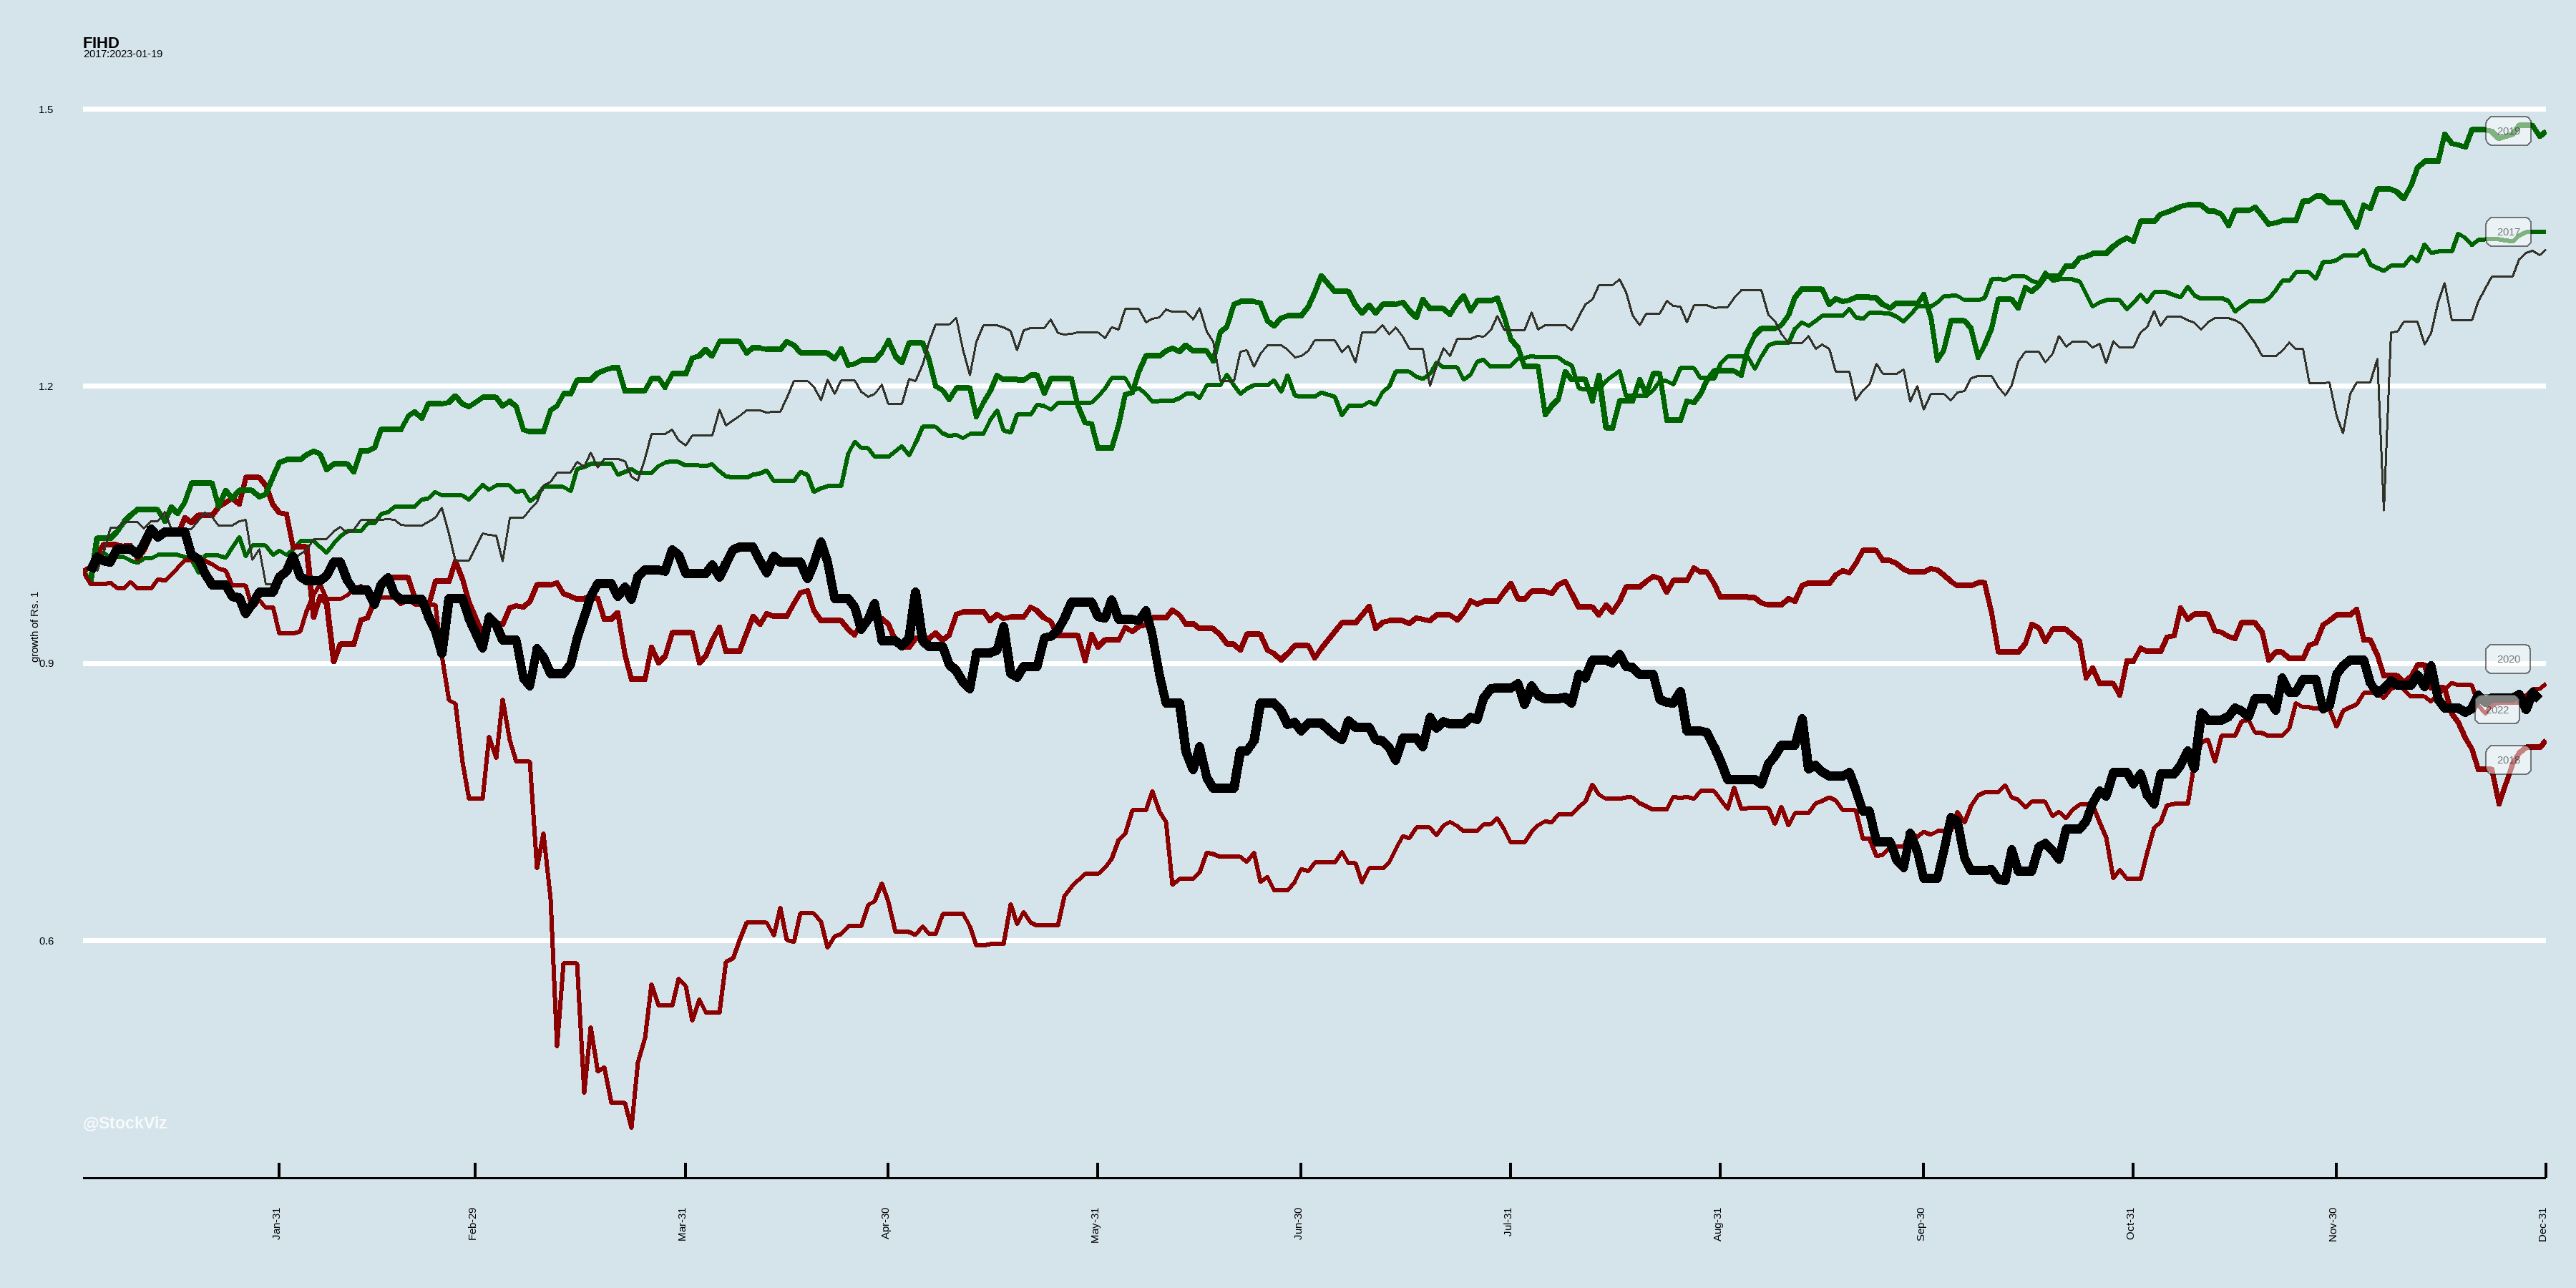 FIHD
2017:2023-01-19
1.5
1.2
0.9
0.6
growth of Rs. 1
2019
2017
2020
2022
2018
@StockViz
Jan-31
Feb-29
Mar-31
Apr-30
May-31
Jun-30
Jul-31
Aug-31
Sep-30
Oct-31
Nov-30
Dec-31